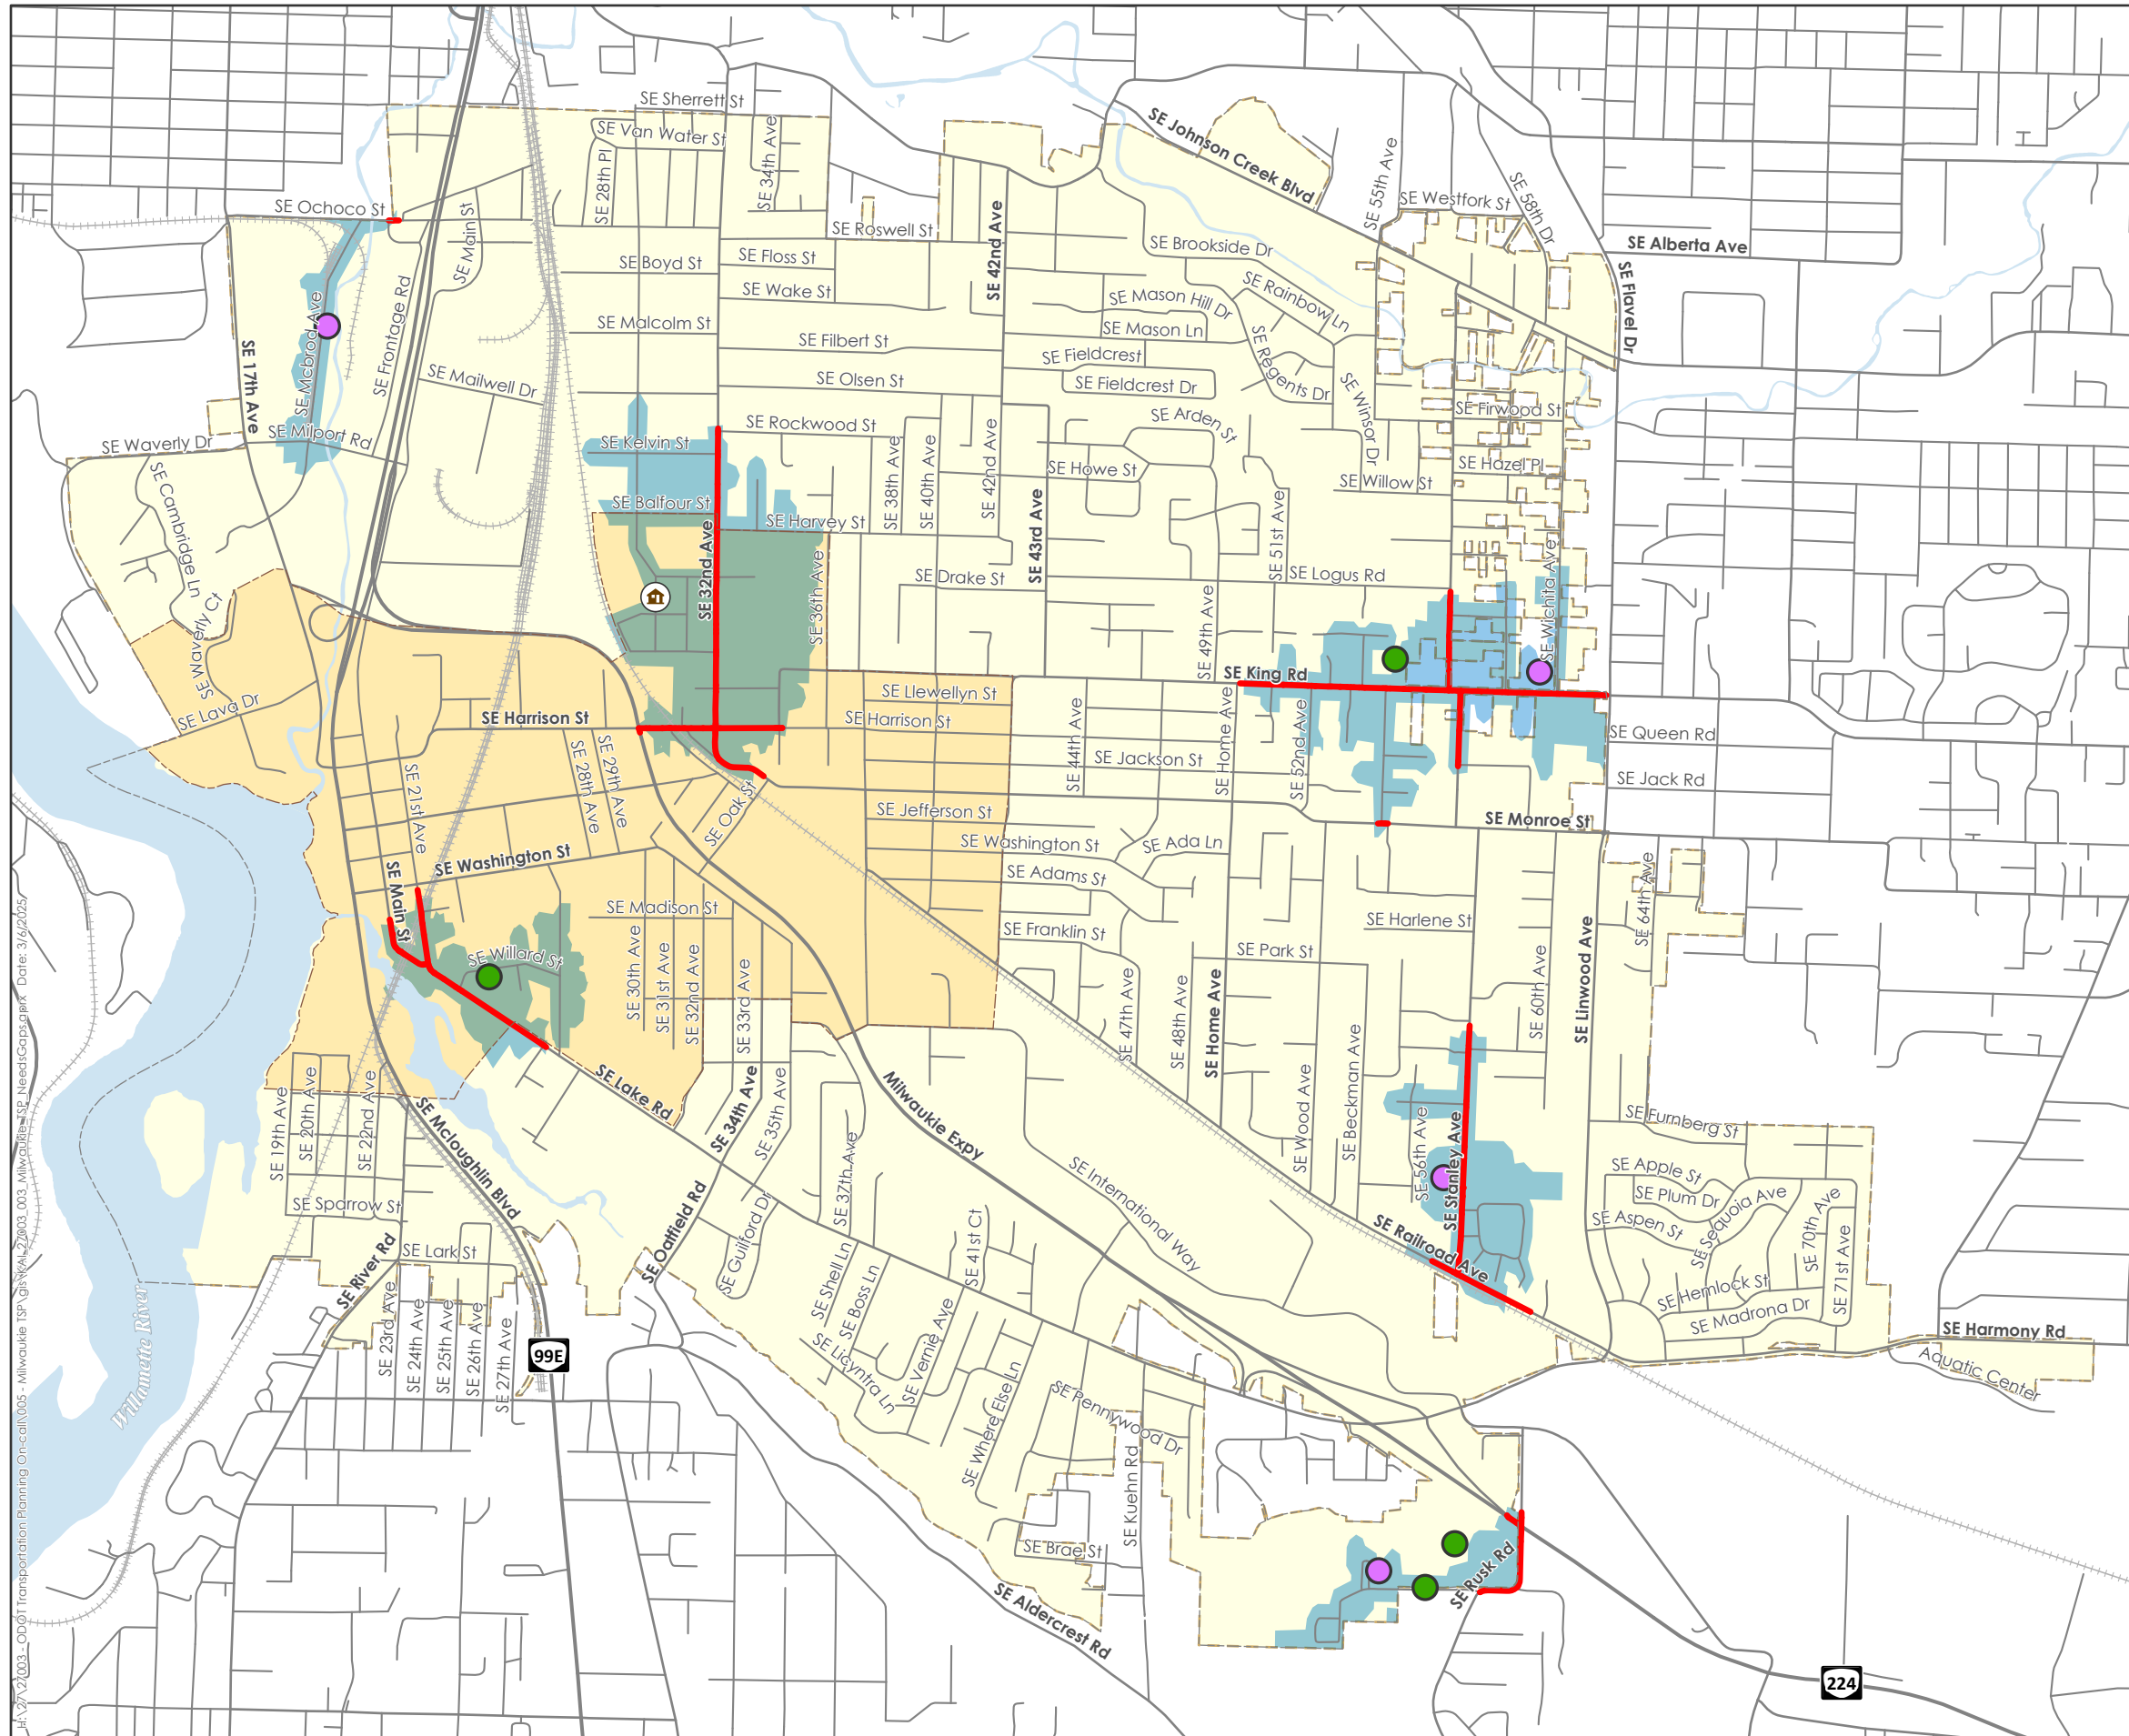 SE Sherrett St
SE Van Water St
SE 34th Ave
SE 28th Pl
SE Johnson Creek Blvd
SE 55th Ave
SE Westfork St
SE 58th Dr
SE Ochoco St
SE Main St
SE Roswell St
SE 42nd Ave
SE Brookside Dr
SE Alberta Ave
SE Flavel Dr
SE Boyd St
SE Floss St
SE Wake St
SE Mason Hill Dr
SE Rainbow Ln
SE Mcbrod Ave
SE Frontage Rd
SE Malcolm St
SE Mason Ln
SE Filbert St
SE Fieldcrest
SE Regents Dr
SE 17th Ave
SE Mailwell Dr
SE Olsen St
SE Fieldcrest Dr
SE Winsor Dr
SE Firwood St
SE Arden St
SE Rockwood St
SE Milport Rd
SE Waverly Dr
SE Kelvin St
SE 38th Ave
SE 40th Ave
SE 42nd Ave
SE Howe St
SE Hazel Pl
SE Willow St
SE Cambridge Ln
SE Balfour St
SE Harvey St
SE 43rd Ave
SE 51st Ave
SE 32nd Ave
SE 36th Ave
SE Drake St
SE Logus Rd
SE Wichita Ave
SE Waverly Ct
SE 49th Ave
SE King Rd
SE Lava Dr
SE Llewellyn St
SE Harrison St
SE Harrison St
SE 44th Ave
SE Home Ave
SE 52nd Ave
SE Queen Rd
SE 28th Ave
SE 29th Ave
SE Jackson St
SE Jack Rd
SE 21st Ave
SE Oak St
SE Jefferson St
SE Monroe St
SE Washington St
SE Washington St
SE Ada Ln
SE Adams St
SE 64th Ave
SE Main St
SE Madison St
SE Harlene St
SE Franklin St
SE Park St
SE Willard St
SE 30th Ave
SE 31st Ave
SE 32nd Ave
SE 33rd Ave
SE 47th Ave
SE 48th Ave
SE Home Ave
SE 60th Ave
SE Linwood Ave
SE Lake Rd
SE 34th Ave
SE 35th Ave
SE Wood Ave
SE Beckman Ave
SE 19th Ave
SE 20th Ave
SE 22nd Ave
SE Mcloughlin Blvd
Milwaukie Expy
SE Furnberg St
SE 56th Ave
SE Stanley Ave
SE 37th Ave
SE International Way
SE Apple St
SE Plum Dr
SE Sequoia Ave
SE Aspen St
SE 70th Ave
SE 71st Ave
SE Sparrow St
SE Oatfield Rd
SE Guilford Dr
SE Railroad Ave
SE Lark St
SE River Rd
SE 41st Ct
SE Shell Ln
SE Boss Ln
SE Hemlock St
SE Madrona Dr
SE Harmony Rd
Aquatic Center
SE 23rd Ave
SE 24th Ave
SE 25th Ave
SE 26th Ave
SE 27th Ave
99E
SE Licyntra Ln
SE Vernie Ave
SE Where Else Ln
SE Pennywood Dr
SE Kuehn Rd
Willamette River
SE Brae St
SE Rusk Rd
SE Aldercrest Rd
224
H:\27\27003 - ODOT Transportation Planning On-call\005 - Milwaukie TSP\gis\KAI_27003_003_Milwaukie_TSP_NeedsGaps.aprx Date: 3/6/2025